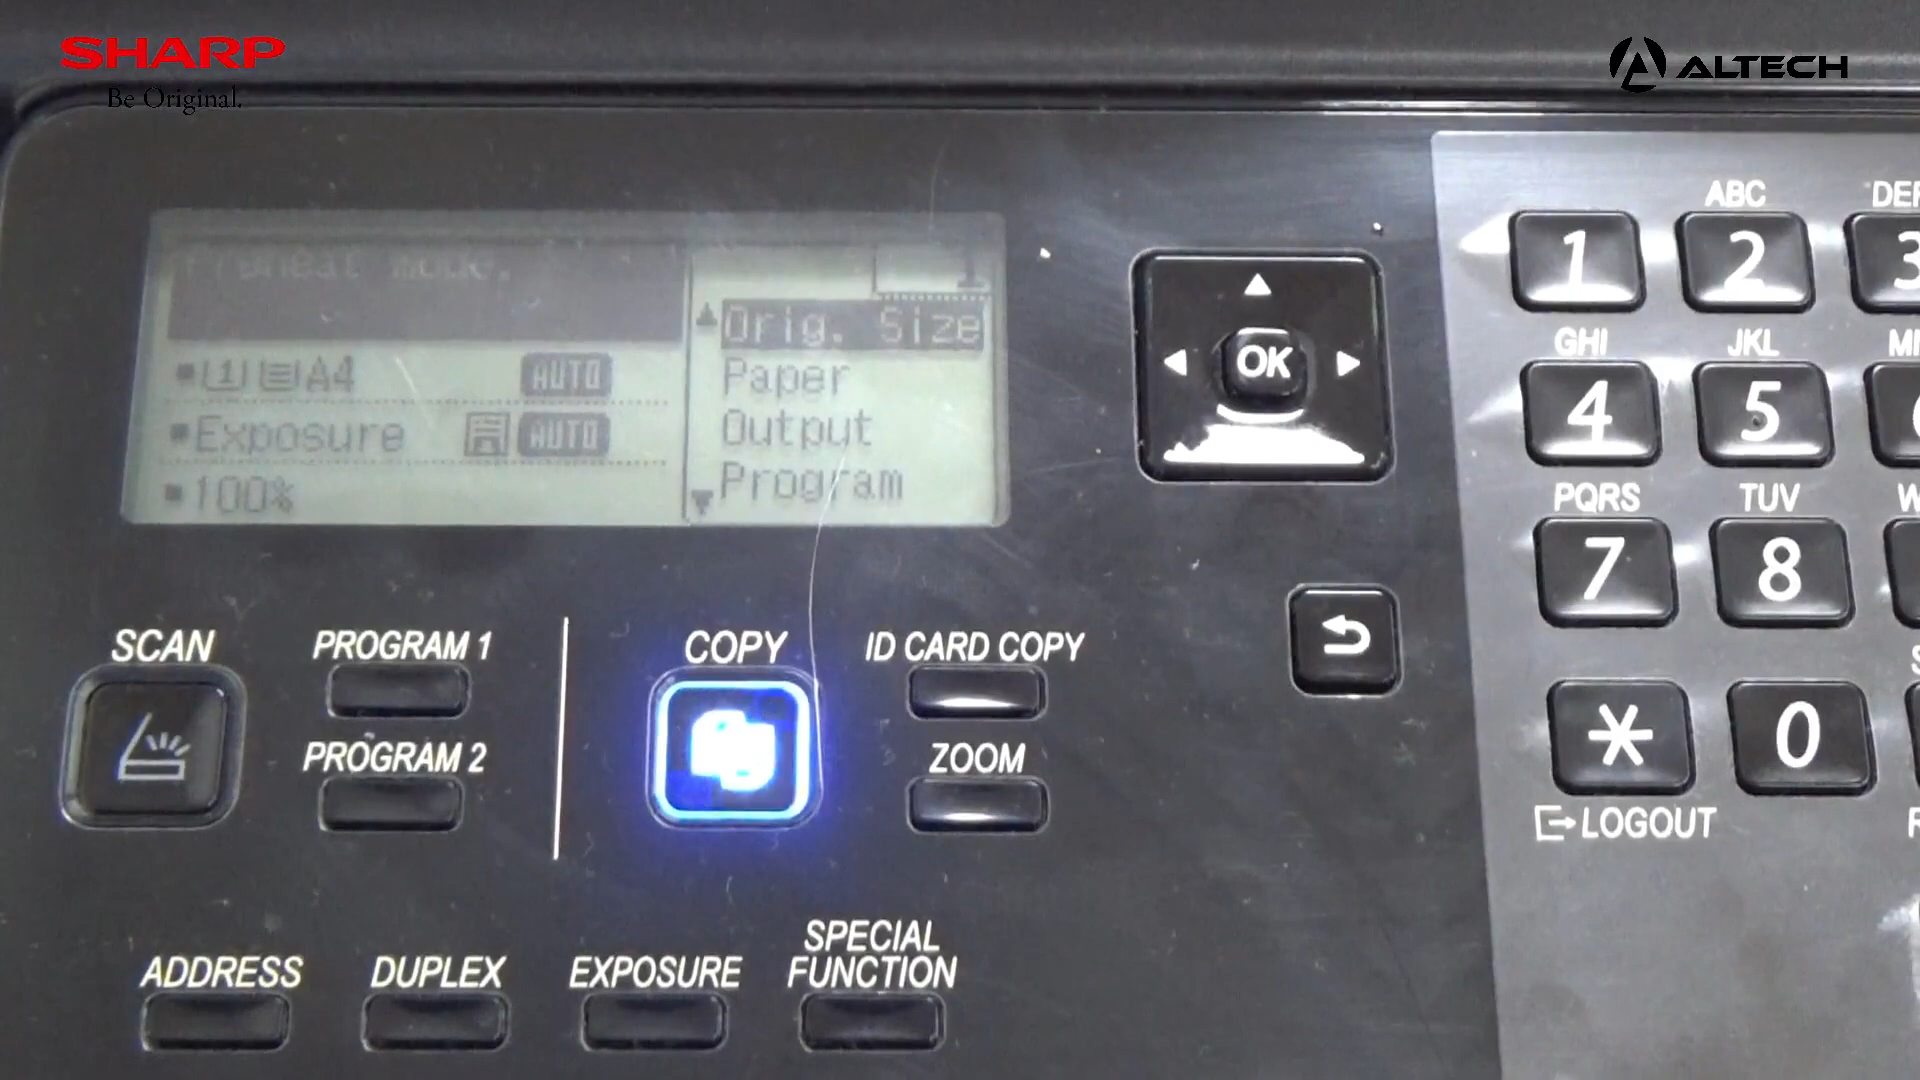 SHARP
Be Original.
ALTECH
mode.
1
Orig. Size
1 A4 AUTO
Paper
Exposure AUTO
Output
100%
Program
OK
ABC
DEF
1
2
3
GHI
JKL
4
5
PQRS
TUV
7
8
*
0
LOGOUT
SCAN
PROGRAM 1
PROGRAM 2
COPY
ID CARD COPY
ZOOM
ADDRESS
DUPLEX
EXPOSURE
SPECIAL
FUNCTION